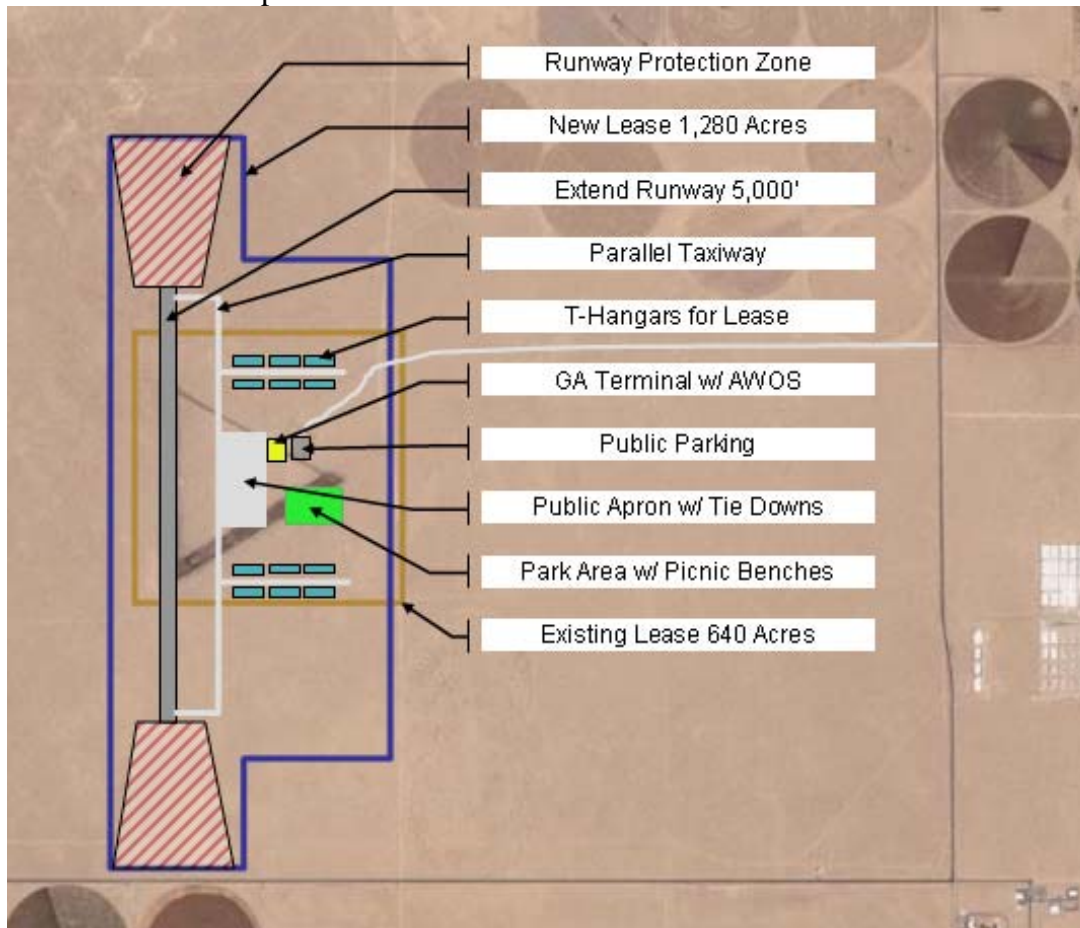 Runway Protection Zone
New Lease 1,280 Acres
Extend Runway 5,000'
Parallel Taxiway
T-Hangars for Lease
GA Terminal w/ AWOS
Public Parking
Public Apron w/ Tie Downs
Park Area w/ Picnic Benches
Existing Lease 640 Acres